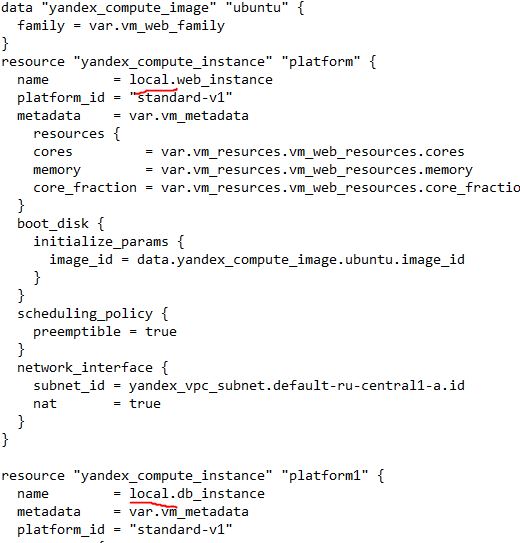 data "yandex_compute_image" "ubuntu" {
  family = var.vm_web_family
}
resource "yandex_compute_instance" "platform" {
  name        = local.web_instance
  platform_id = "standard-v1"
  metadata    = var.vm_metadata
    resources {
    cores         = var.vm_resurces.vm_web_resources.cores
    memory        = var.vm_resurces.vm_web_resources.memory
    core_fraction = var.vm_resurces.vm_web_resources.core_fractio
  }
  boot_disk {
    initialize_params {
      image_id = data.yandex_compute_image.ubuntu.image_id
    }
  }
  scheduling_policy {
    preemptible = true
  }
  network_interface {
    subnet_id = yandex_vpc_subnet.default-ru-central1-a.id
    nat       = true
  }
}

resource "yandex_compute_instance" "platform1" {
  name        = local.db_instance
  metadata    = var.vm_metadata
  platform_id = "standard-v1"